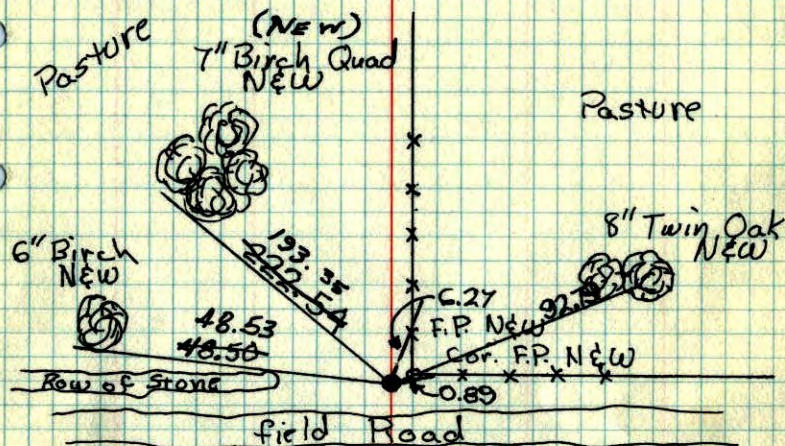 (NEW)
Pasture
7" Birch Quad
N&W
Pasture
6" Birch
N&W
8" Twin Oak
N&W
193.35
222.54
6.27
F.P. N&W
Cor. F.P. N&W
48.53
48.50
0.89
Row of Stone
field Road